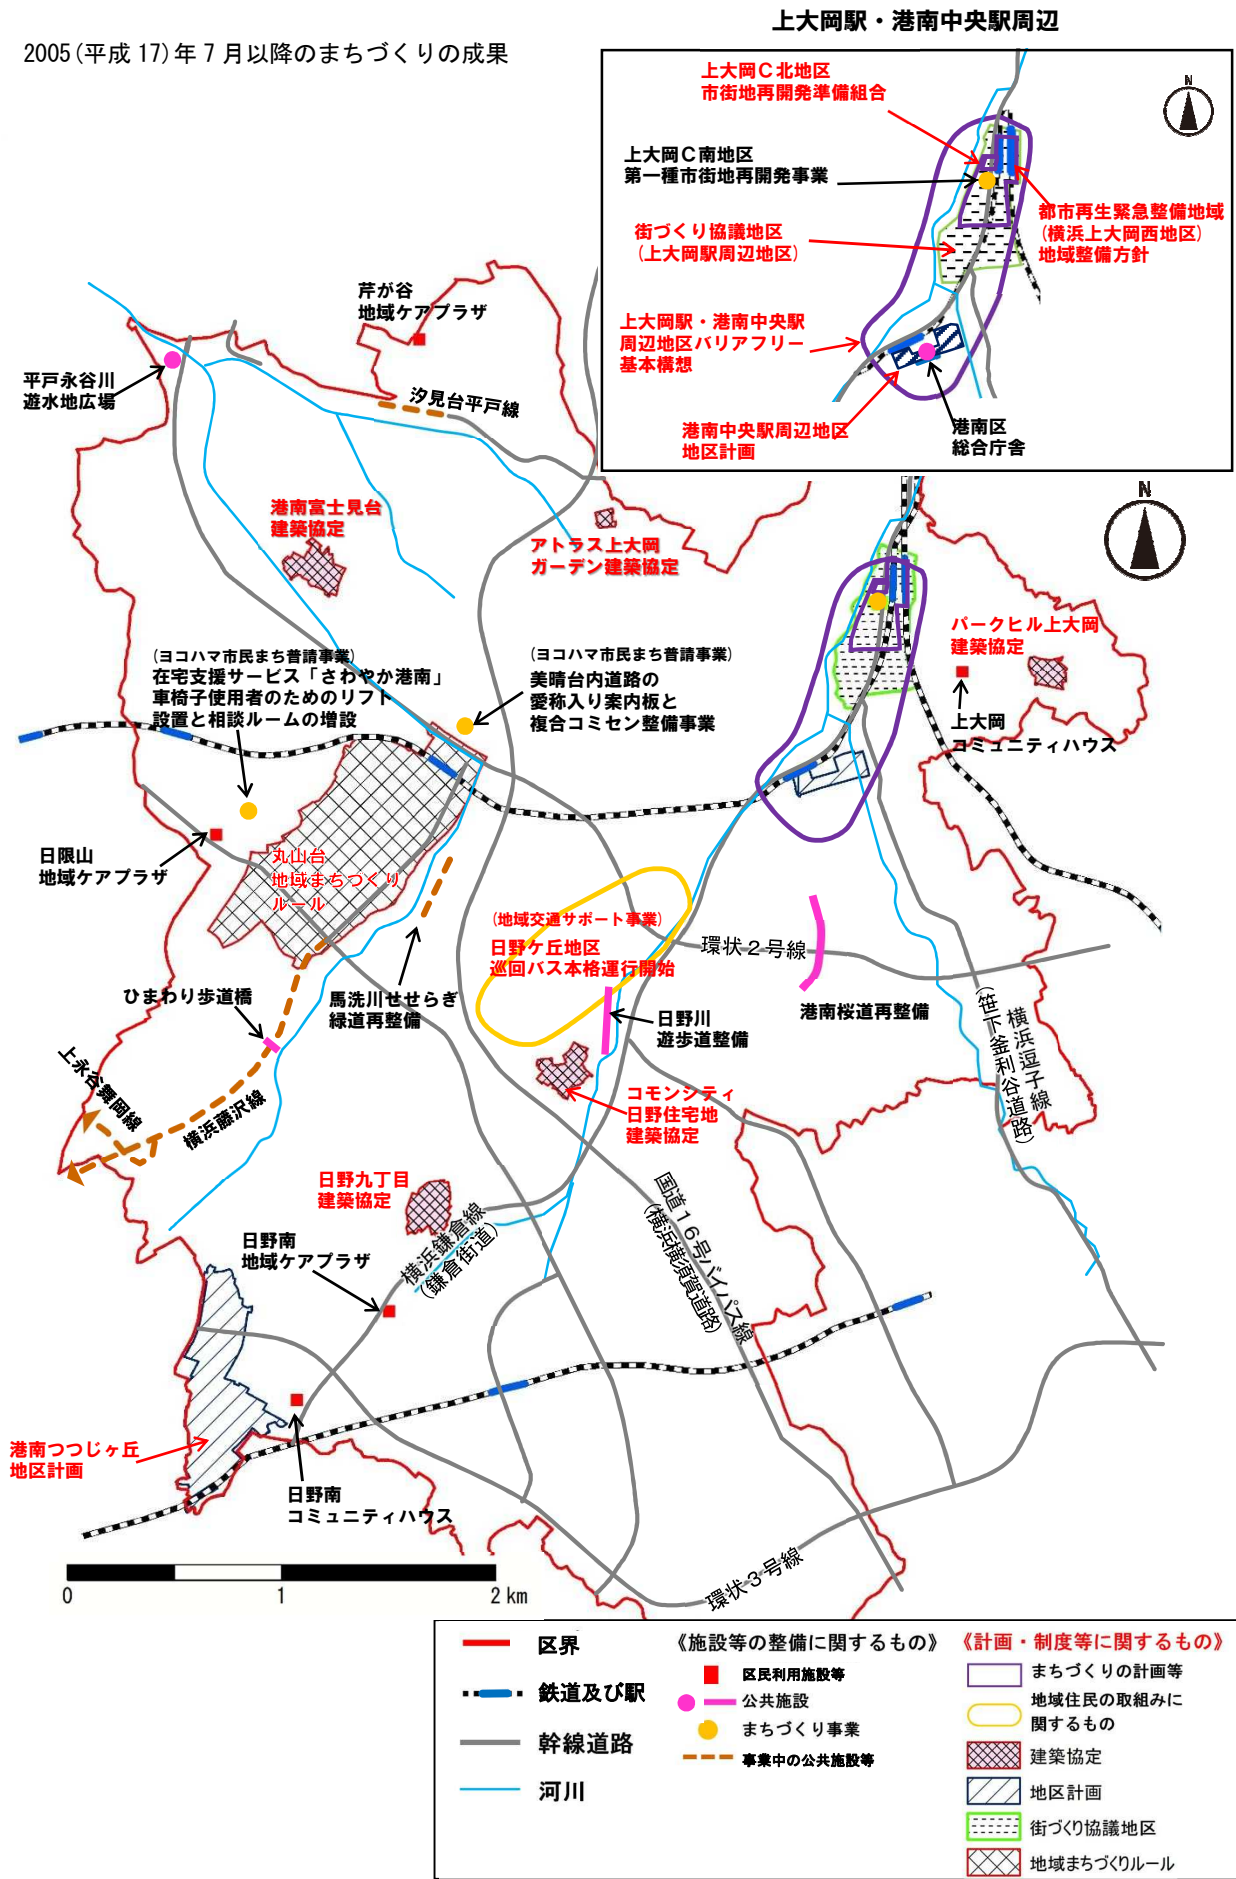 上大岡駅・港南中央駅周辺
2005(平成 17)年 7 月以降のまちづくりの成果
上大岡C北地区
市街地再開発準備組合
N
上大岡C南地区
第一種市街地再開発事業
街づくり協議地区
(上大岡駅周辺地区)
都市再生緊急整備地域
(横浜上大岡西地区)
地域整備方針
上大岡駅・港南中央駅
周辺地区バリアフリー
基本構想
港南中央駅周辺地区
地区計画
港南区
総合庁舎
芹が谷
地域ケアプラザ
平戸永谷川
遊水地広場
汐見台平戸線
港南富士見台
建築協定
アトラス上大岡
ガーデン建築協定
N
パークヒル上大岡
建築協定
上大岡
コミュニティハウス
(ヨコハマ市民まち普請事業)
在宅支援サービス「さわやか港南」
車椅子使用者のためのリフト
設置と相談ルームの増設
(ヨコハマ市民まち普請事業)
美晴台内道路の
愛称入り案内板と
複合コミセン整備事業
日限山
地域ケアプラザ
丸山台
地域まちづくり
ルール
(地域交通サポート事業)
日野ケ丘地区
巡回バス本格運行開始
環状2号線
ひまわり歩道橋
馬洗川せせらぎ
緑道再整備
日野川
遊歩道整備
港南桜道再整備
横浜逗子線
(笹下釜利谷道路)
上永谷舞岡線
横浜藤沢線
コモンシティ
日野住宅地
建築協定
日野九丁目
建築協定
国道16号バイパス線
(横浜横須賀道路)
日野南
地域ケアプラザ
横浜鎌倉線
(鎌倉街道)
港南つつじヶ丘
地区計画
日野南
コミュニティハウス
環状3号線
0 1 2 km
区界
鉄道及び駅
幹線道路
河川
《施設等の整備に関するもの》
区民利用施設等
公共施設
まちづくり事業
事業中の公共施設等
《計画・制度等に関するもの》
まちづくりの計画等
地域住民の取組みに
関するもの
建築協定
地区計画
街づくり協議地区
地域まちづくりルール